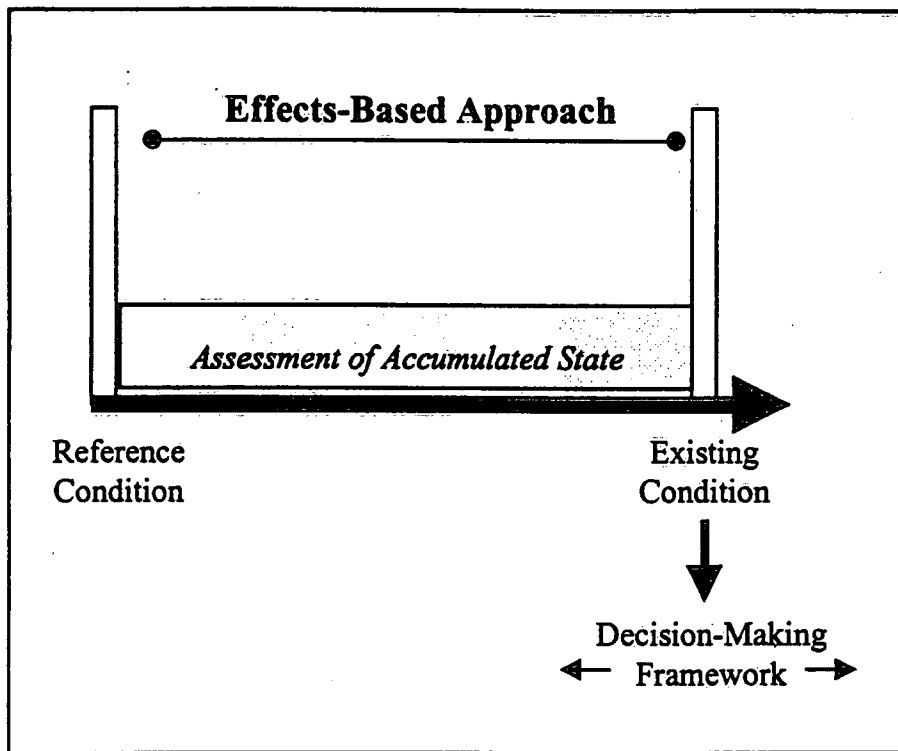 Effects-Based Approach
Assessment of Accumulated State
Reference
Condition
Existing
Condition
Decision-Making
Framework